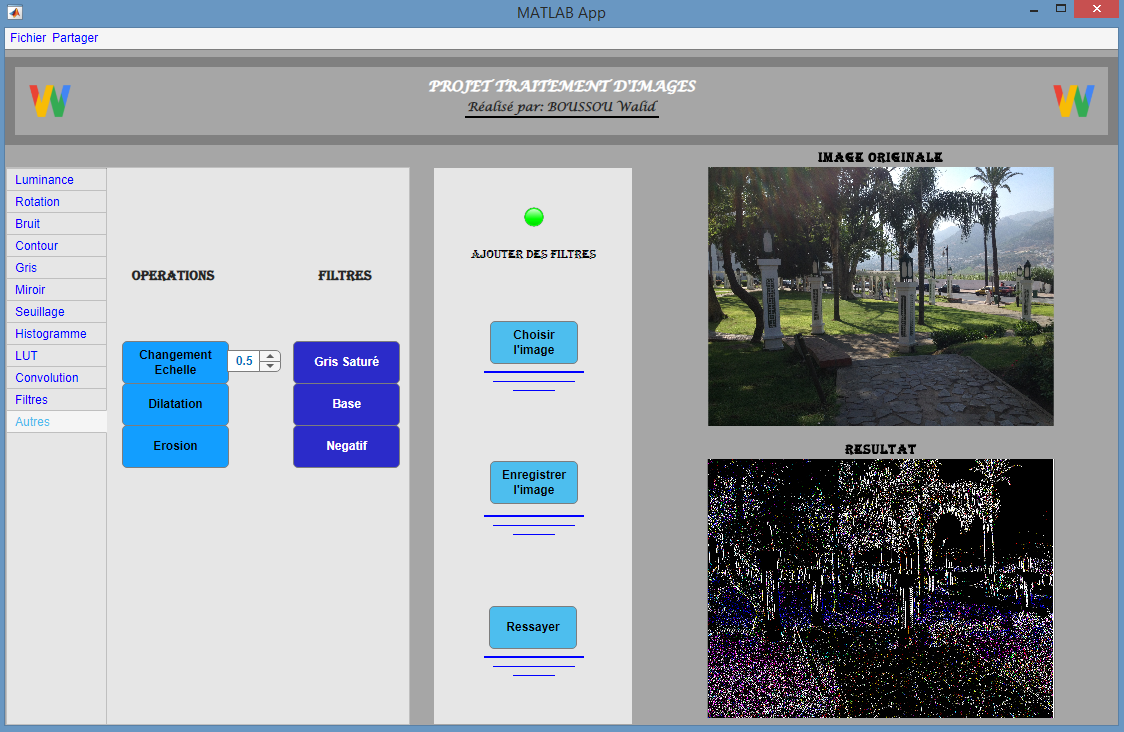 MATLAB App
Fichier Partager
PROJET TRAITEMENT D'IMAGES
Réalisé par: BOUSSOU Walid
Luminance
Rotation
Bruit
Contour
Gris
Miroir
Seuillage
Histogramme
LUT
Convolution
Filtres
Autres
OPERATIONS
Changement
Echelle
0.5
Dilatation
Erosion
FILTRES
Gris Saturé
Base
Negatif
AJOUTER DES FILTRES
Choisir
l'image
Enregistrer
l'image
Ressayer
IMAGE ORIGINALE
RESULTAT